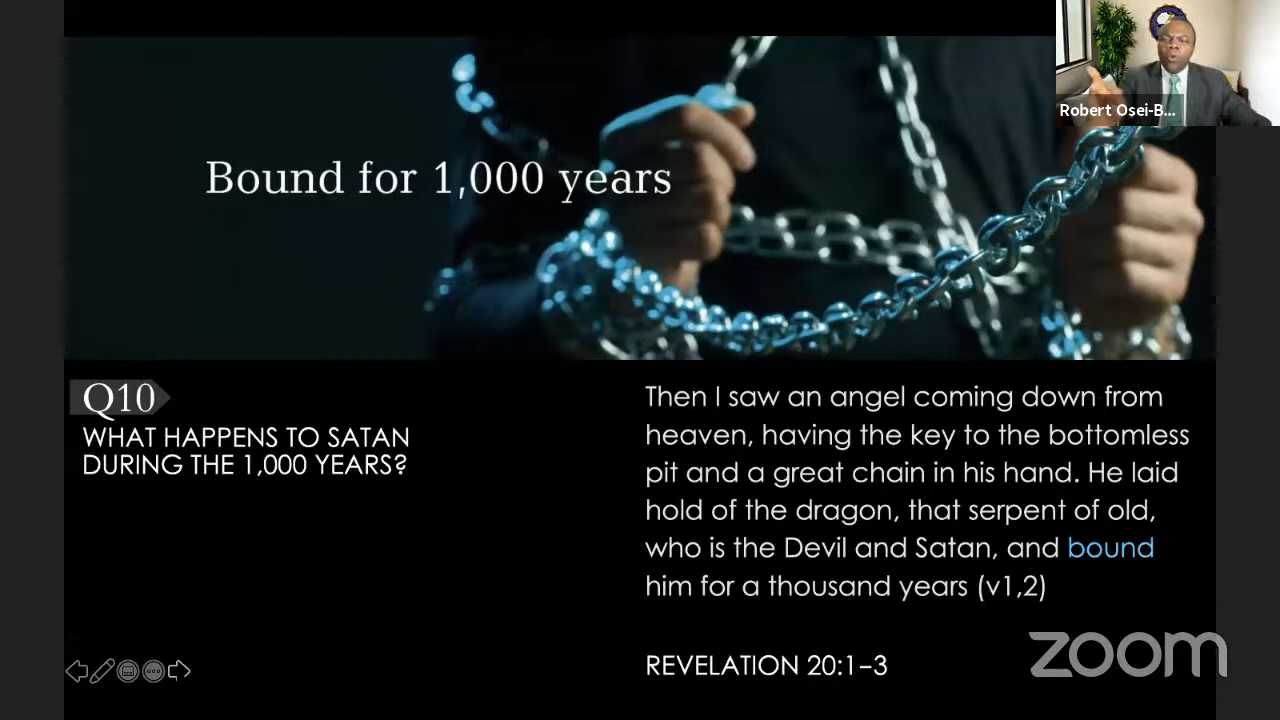 Robert Osei-B...
Bound for 1,000 years
Q10
WHAT HAPPENS TO SATAN
DURING THE 1,000 YEARS?
Then I saw an angel coming down from
heaven, having the key to the bottomless
pit and a great chain in his hand. He laid
hold of the dragon, that serpent of old,
who is the Devil and Satan, and bound
him for a thousand years (v1,2)
REVELATION 20:1–3
zoom